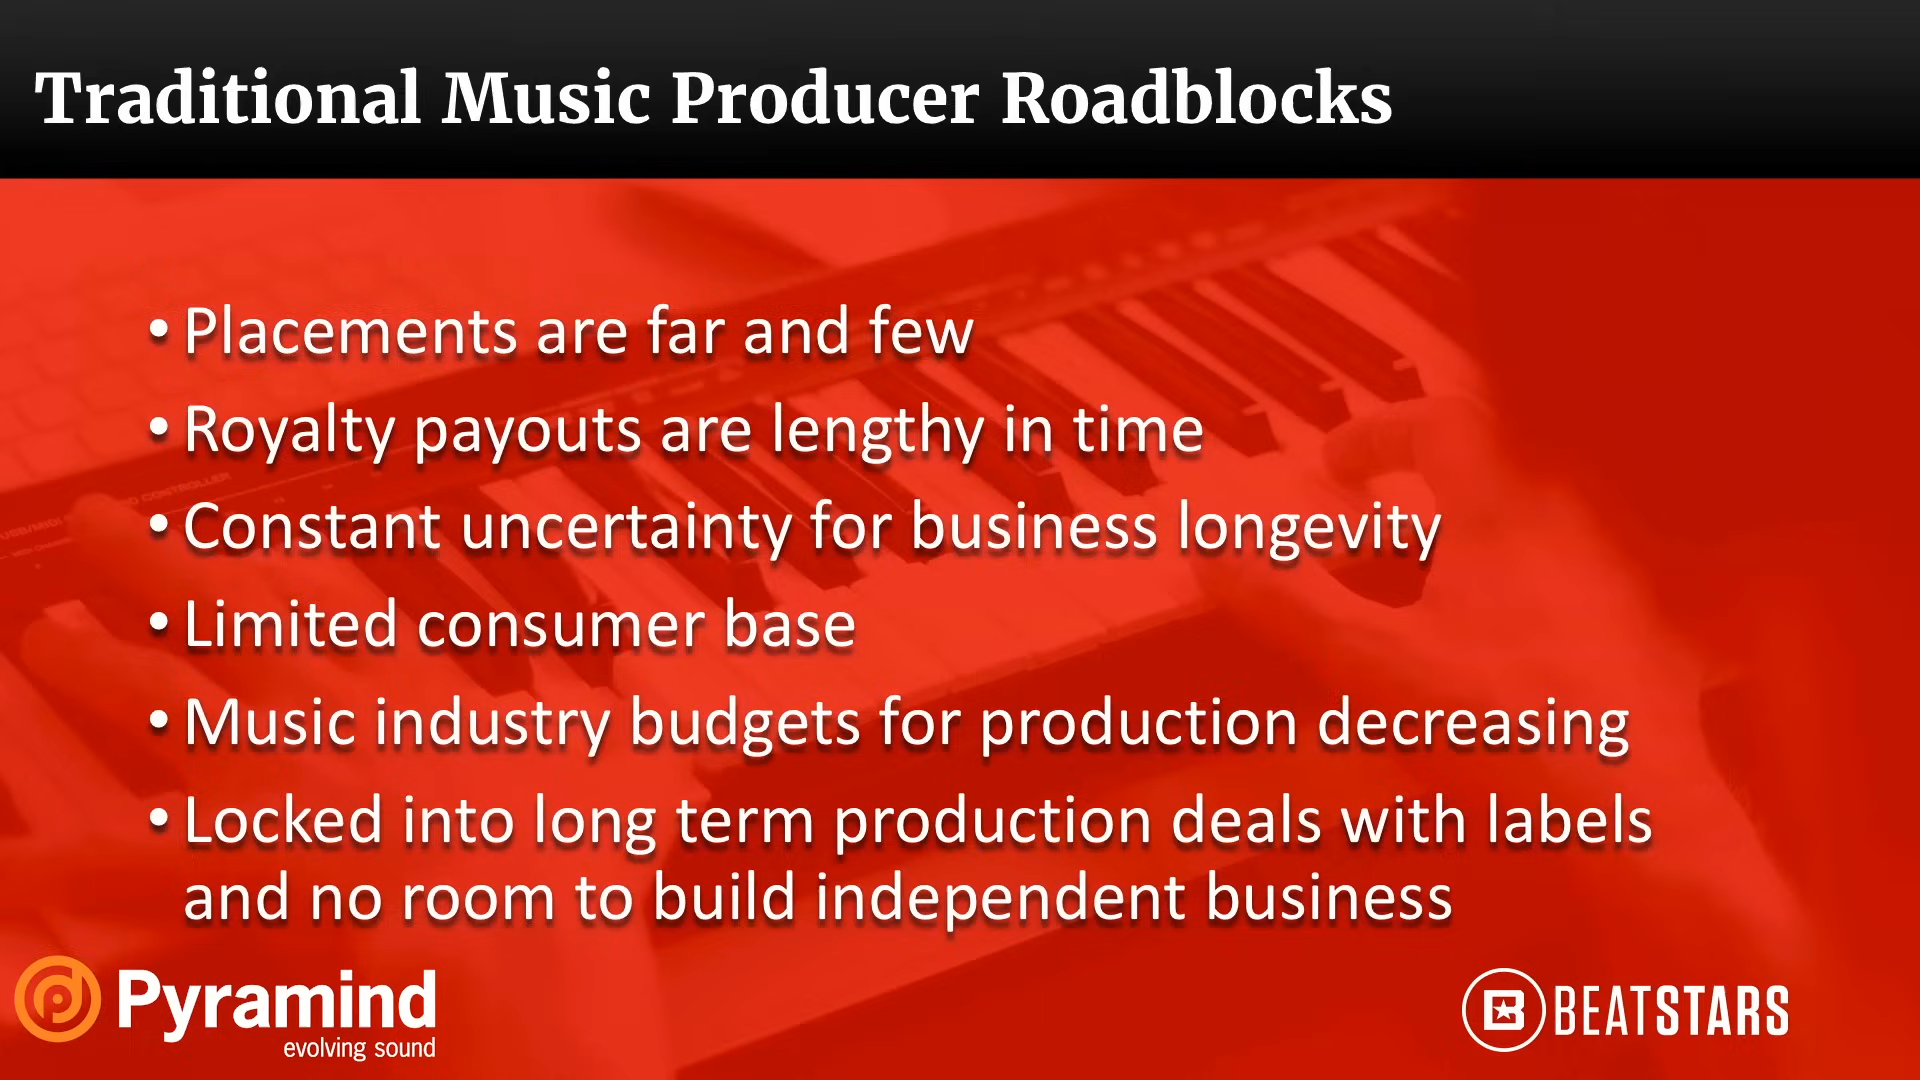 Traditional Music Producer Roadblocks
• Placements are far and few
• Royalty payouts are lengthy in time
• Constant uncertainty for business longevity
• Limited consumer base
• Music industry budgets for production decreasing
• Locked into long term production deals with labels
and no room to build independent business
Pyramind
evolving sound
BEATSTARS